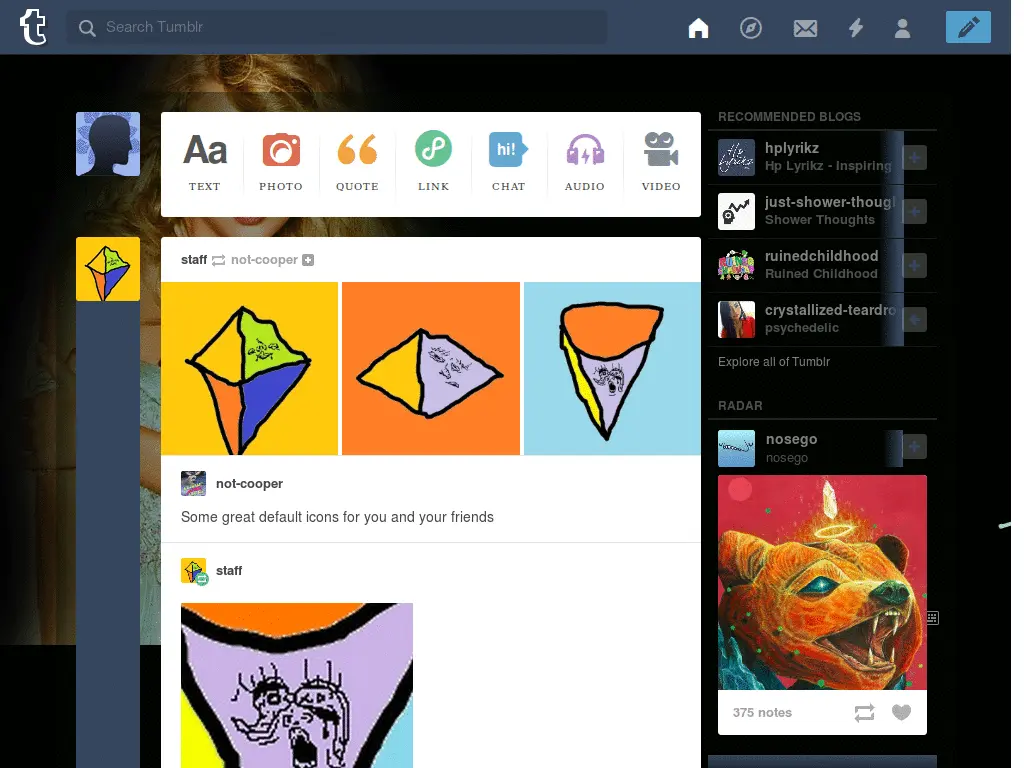 Search Tumblr
Aa
TEXT
PHOTO
QUOTE
LINK
hi!
CHAT
AUDIO
VIDEO
staff not-cooper
not-cooper
Some great default icons for you and your friends
staff
RECOMMENDED BLOGS
hplyrikz
Hp Lyrikz - Inspiring
just-shower-thoug
Shower Thoughts
ruinedchildhood
Ruined Childhood
crystallized-teardro
psychedelic
Explore all of Tumblr
RADAR
nosego
nosego
375 notes